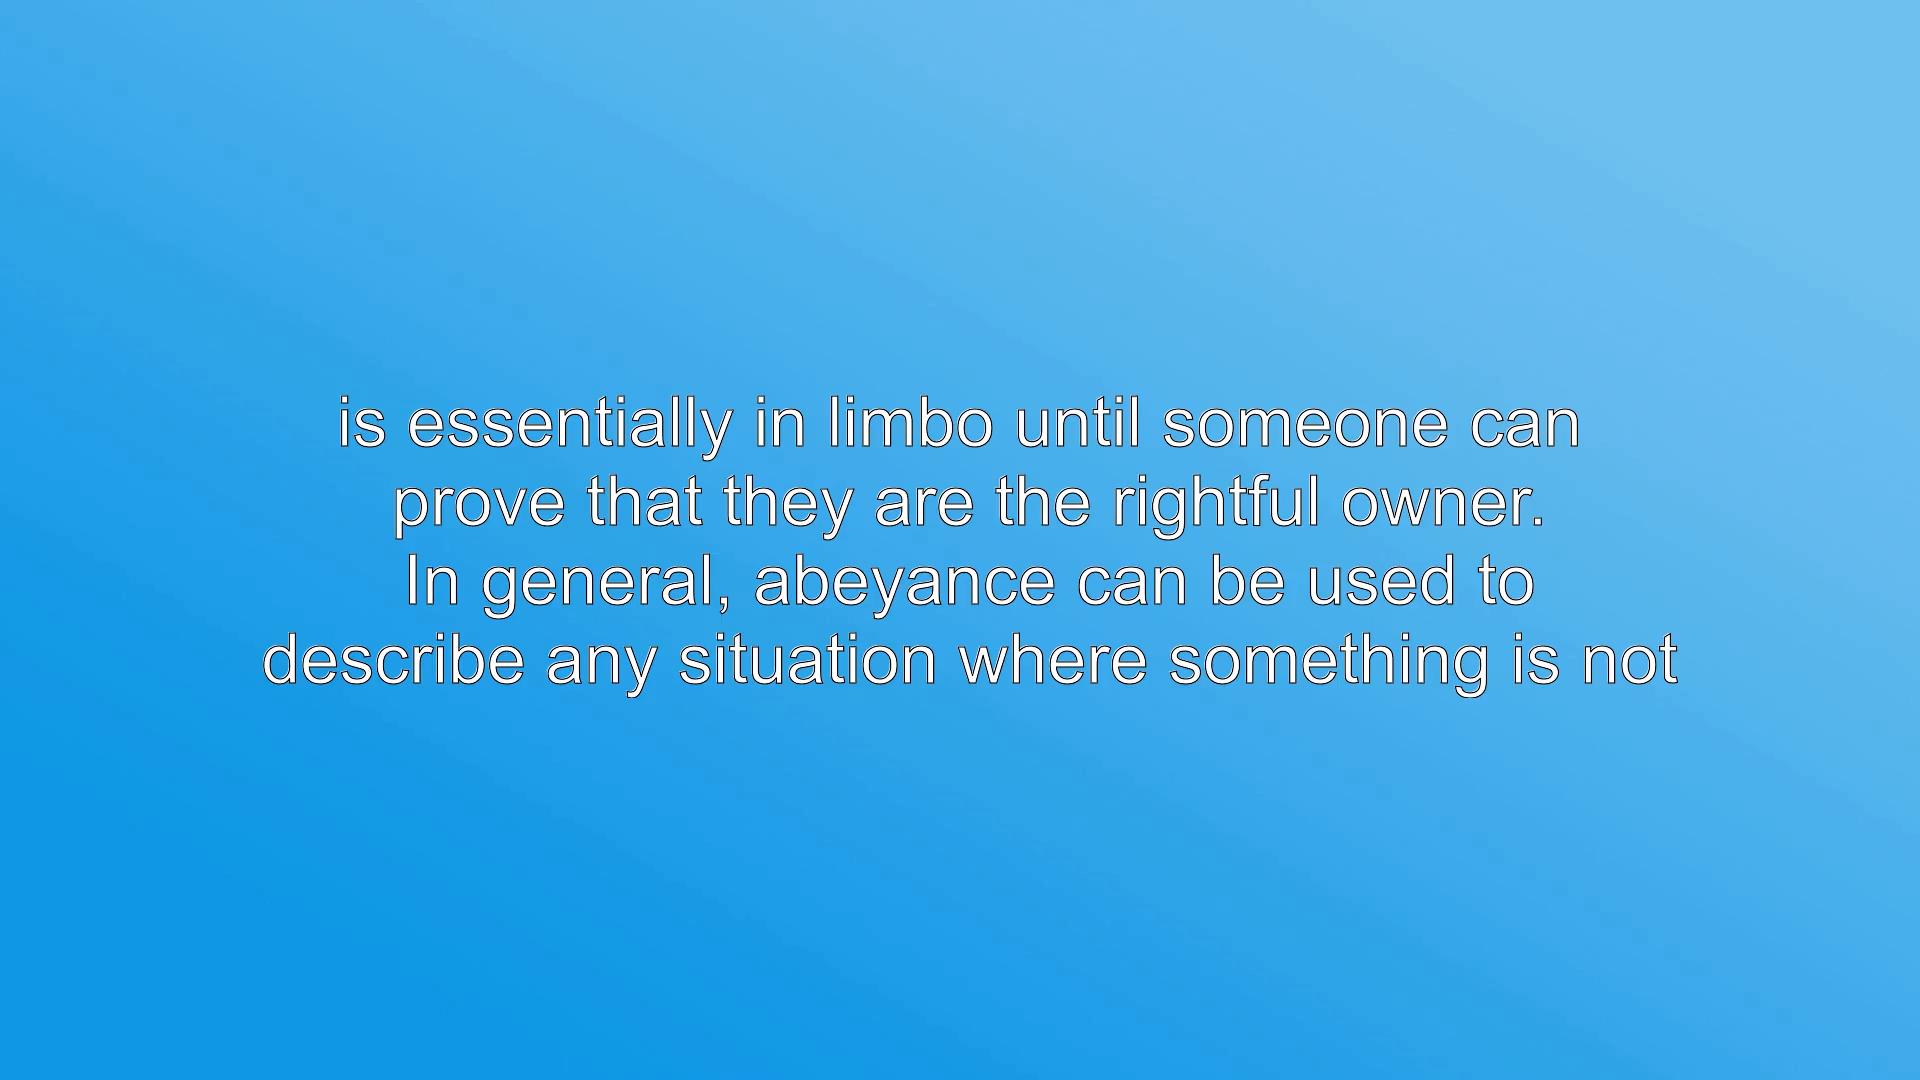 is essentially in limbo until someone can
prove that they are the rightful owner.
In general, abeyance can be used to
describe any situation where something is not